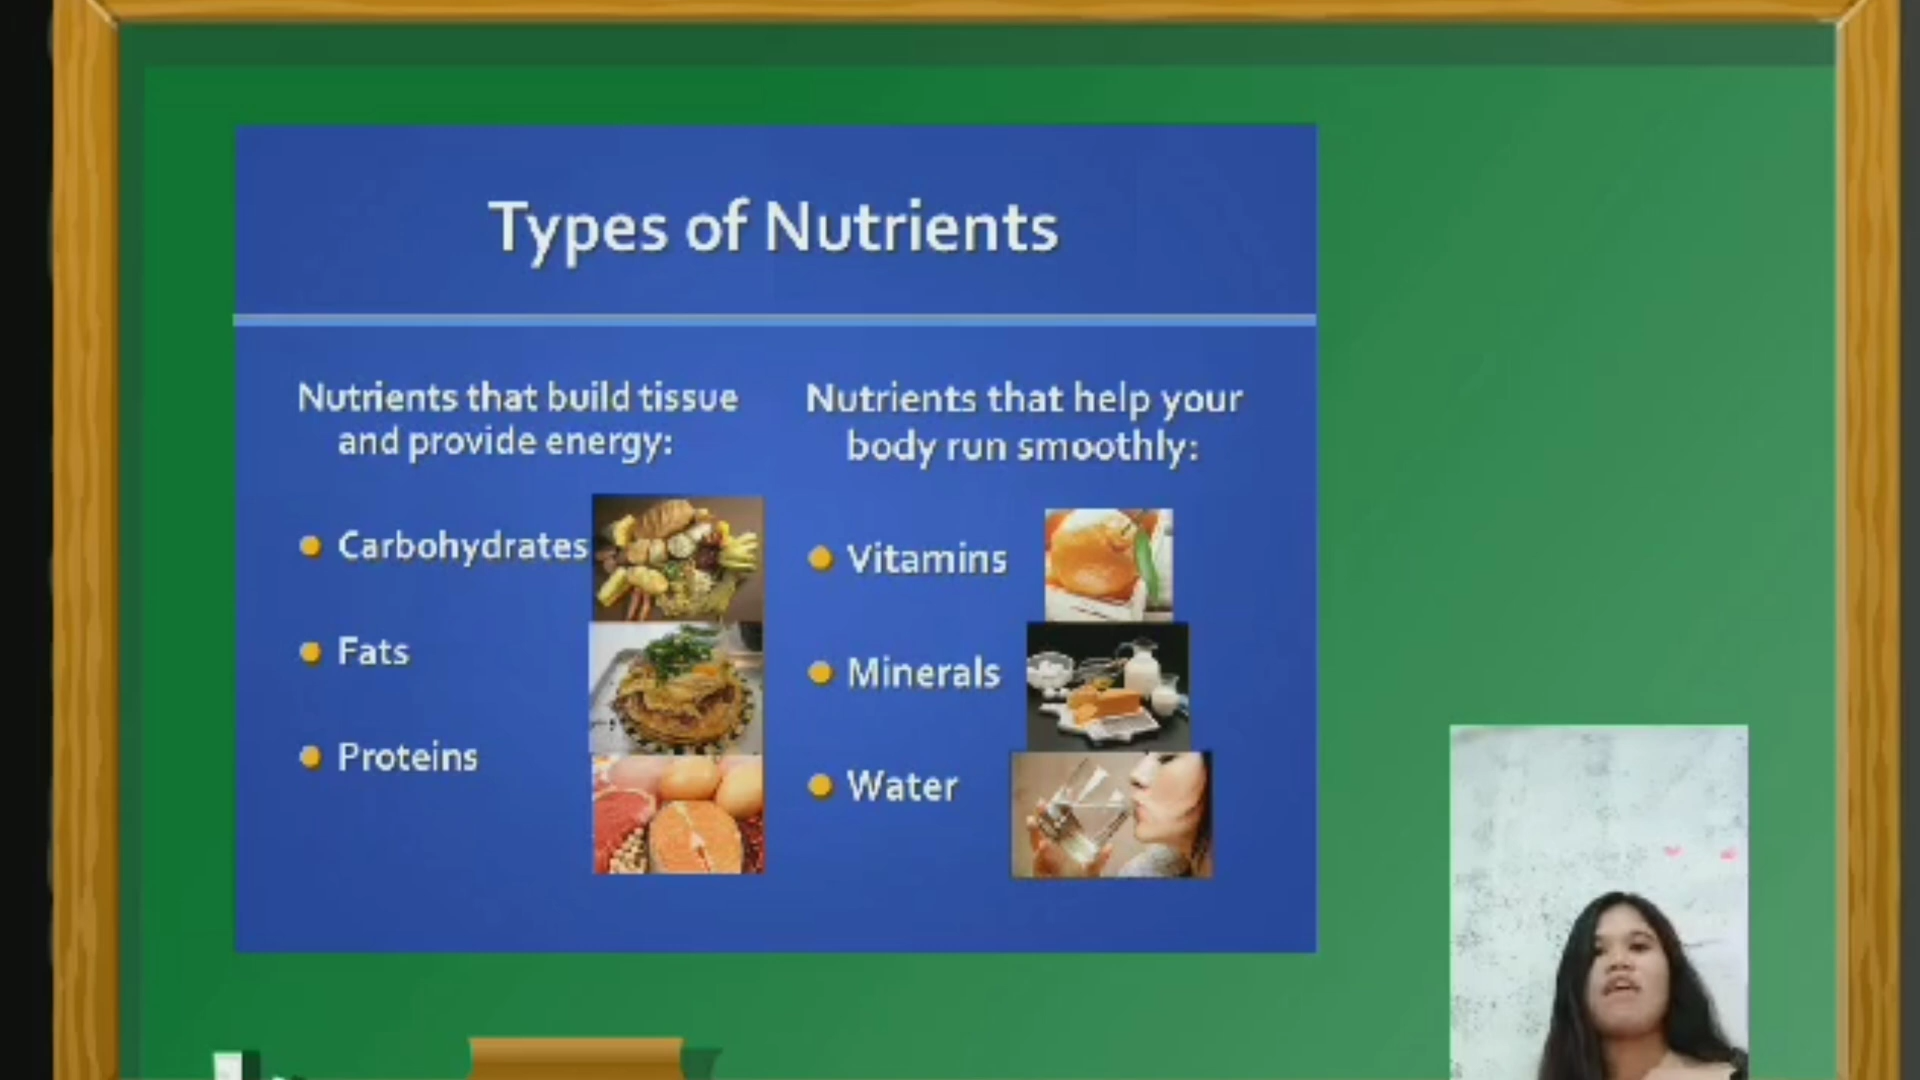 Types of Nutrients
Nutrients that build tissue
and provide energy:
Carbohydrates
Fats
Proteins
Nutrients that help your
body run smoothly:
Vitamins
Minerals
Water